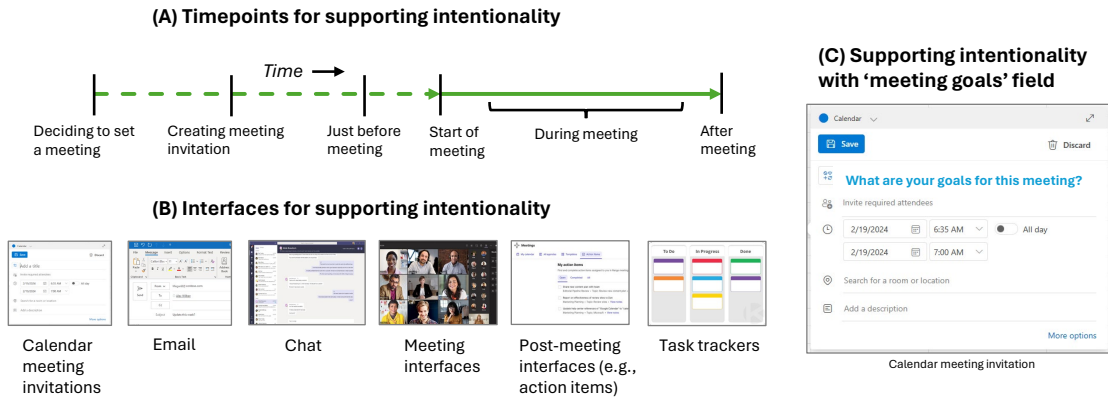 (A) Timepoints for supporting intentionality
Time
Deciding to set
a meeting
Creating meeting
invitation
Just before
meeting
Start of
meeting
During meeting
After
meeting
(B) Interfaces for supporting intentionality
Calendar
meeting
invitations
Email
Chat
Meeting
interfaces
Meetings
My action items
Post-meeting
interfaces (e.g.,
action items)
To Do
In Progress
Done
Task trackers
(C) Supporting intentionality
with ‘meeting goals’ field
Calendar
Save
Discard
What are your goals for this meeting?
Invite required attendees
2/19/2024
6:35 AM
All day
2/19/2024
7:00 AM
Search for a room or location
Add a description
More options
Calendar meeting invitation